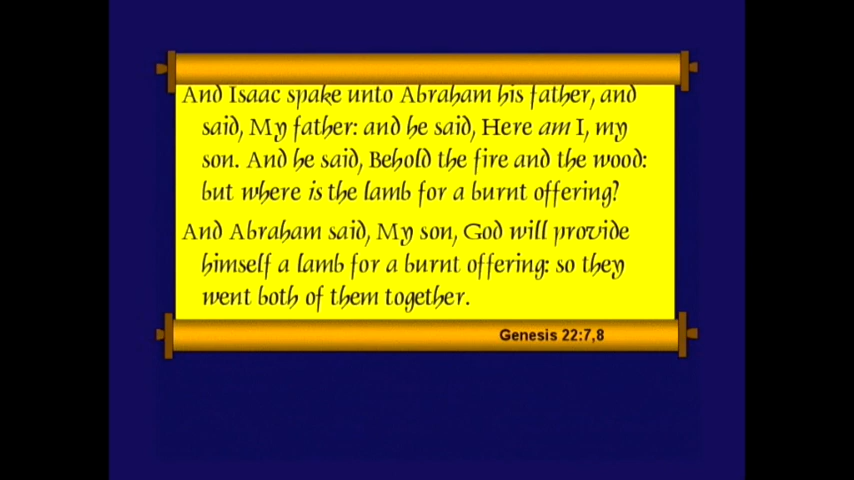 And Isaac spake unto Abraham his father, and
said, My father: and he said, Here am I, my
son. And he said, Behold the fire and the wood:
but where is the lamb for a burnt offering?
And Abraham said, My son, God will provide
himself a lamb for a burnt offering: so they
went both of them together.
Genesis 22:7,8